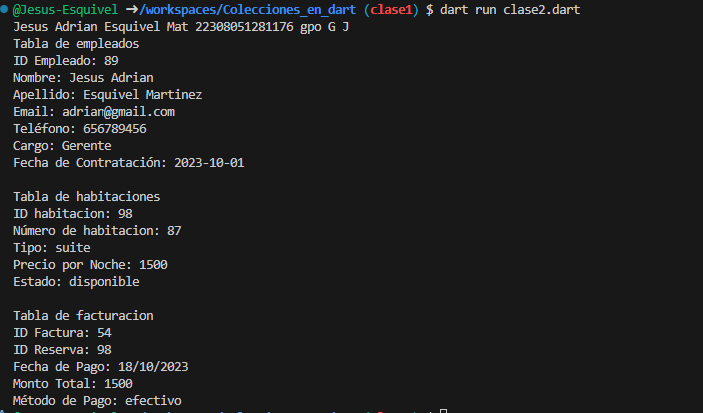 @Jesus-Esquivel ➜ /workspaces/Colecciones_en_dart (clase1) $ dart run clase2.dart
Jesus Adrian Esquivel Mat 22308051281176 gpo G J
Tabla de empleados
ID Empleado: 89
Nombre: Jesus Adrian
Apellido: Esquivel Martinez
Email: adrian@gmail.com
Teléfono: 656789456
Cargo: Gerente
Fecha de Contratación: 2023-10-01
Tabla de habitaciones
ID habitacion: 98
Número de habitacion: 87
Tipo: suite
Precio por Noche: 1500
Estado: disponible
Tabla de facturacion
ID Factura: 54
ID Reserva: 98
Fecha de Pago: 18/10/2023
Monto Total: 1500
Método de Pago: efectivo